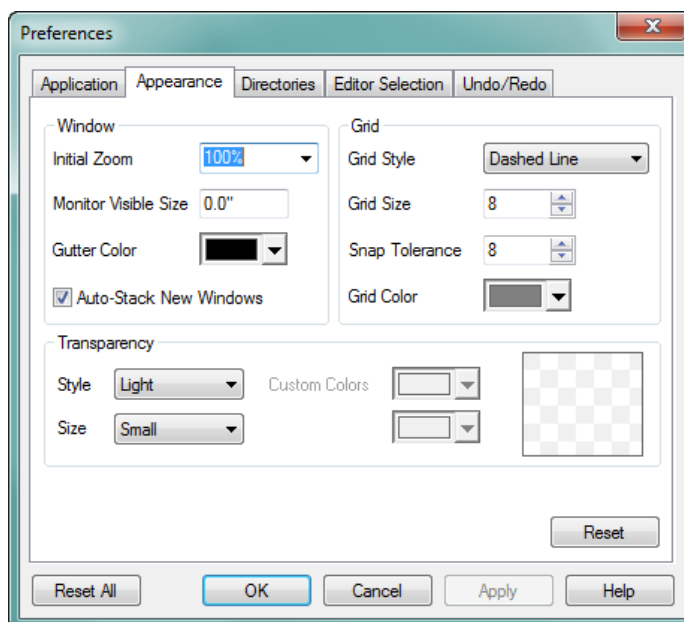 Preferences
Application Appearance Directories Editor Selection Undo/Redo
Window
Initial Zoom 100%
Monitor Visible Size 0.0"
Gutter Color
Auto-Stack New Windows
Grid
Grid Style Dashed Line
Grid Size 8
Snap Tolerance 8
Grid Color
Transparency
Style Light Custom Colors
Size Small
Reset
Reset All OK Cancel Apply Help